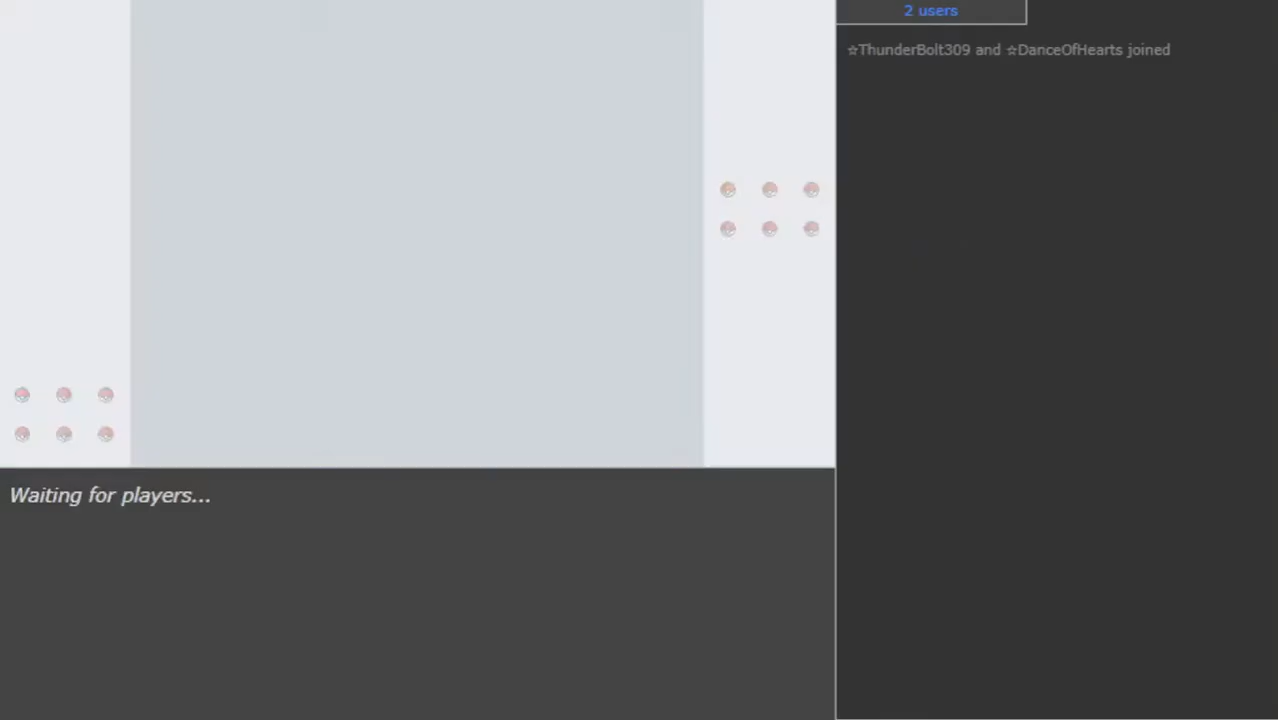 2 users
☆ThunderBolt309 and ☆DanceOfHearts joined
Waiting for players...